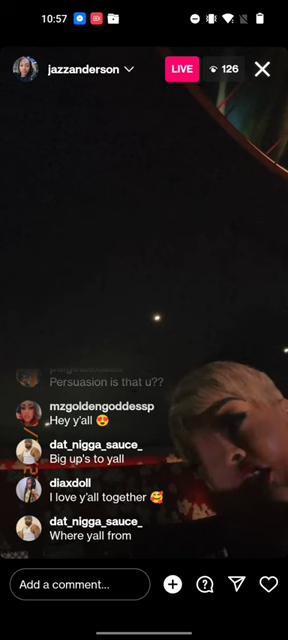 10:57
jazzanderson
LIVE
126
Persuasion is that u??
mzgoldengoddessp
Hey y'all 😍
dat_nigga_sauce_
Big up's to yall
diaxdoll
I love y'all together 🥰
dat_nigga_sauce_
Where yall from
Add a comment...